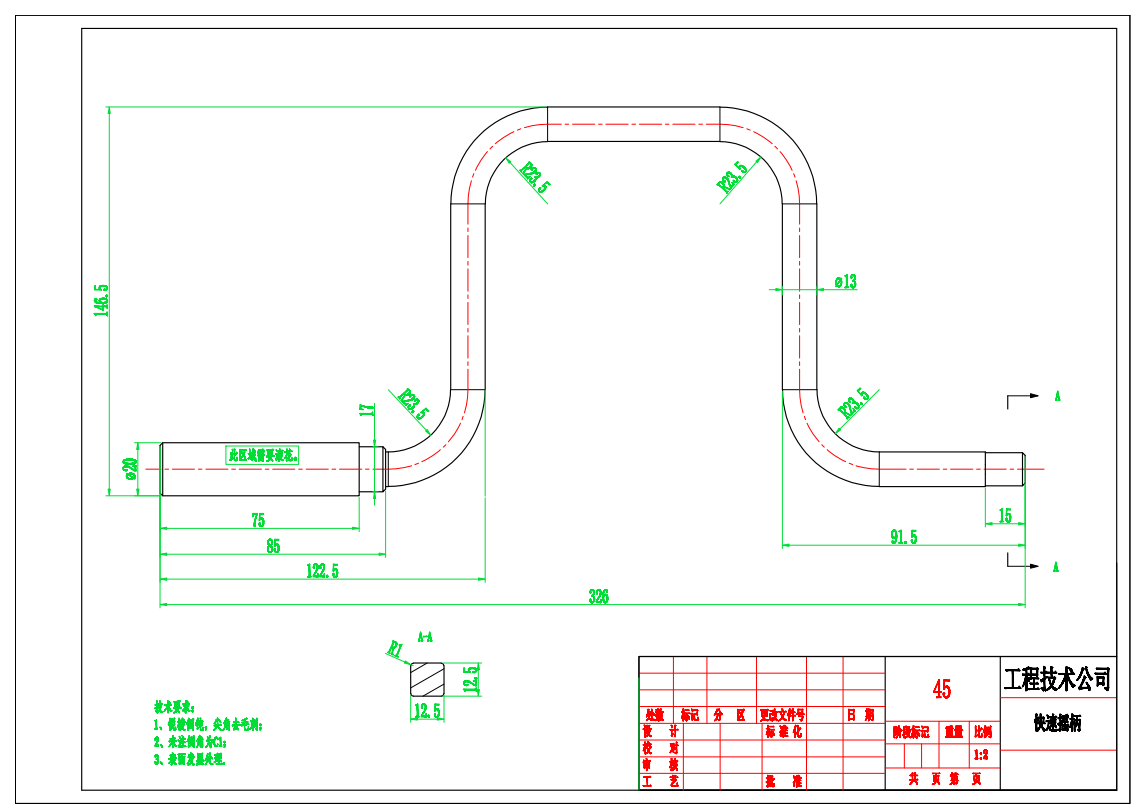 R23.5
R23.5
ø13
146.5
R23.5
R23.5
17
A
此区域需要滚花。
ø20
75
15
85
91.5
122.5
A
326
A-A
R1
12.5
12.5
技术要求:
1、锐棱倒钝，尖角去毛刺;
2、未注倒角为C1;
3、表面发黑处理.
45
工程技术公司
处数 标记 分 区 更改文件号 日 期
设 计 标 准 化
阶段标记 重量 比例
快速摇柄
校 对
1:2
审 核
工 艺 批 准
共 页 第 页